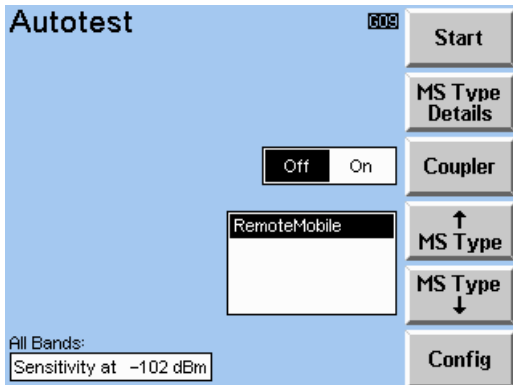 Autotest
G09
Start
MS Type
Details
Off On
Coupler
RemoteMobile
↑
MS Type
MS Type
↓
All Bands:
Sensitivity at -102 dBm
Config